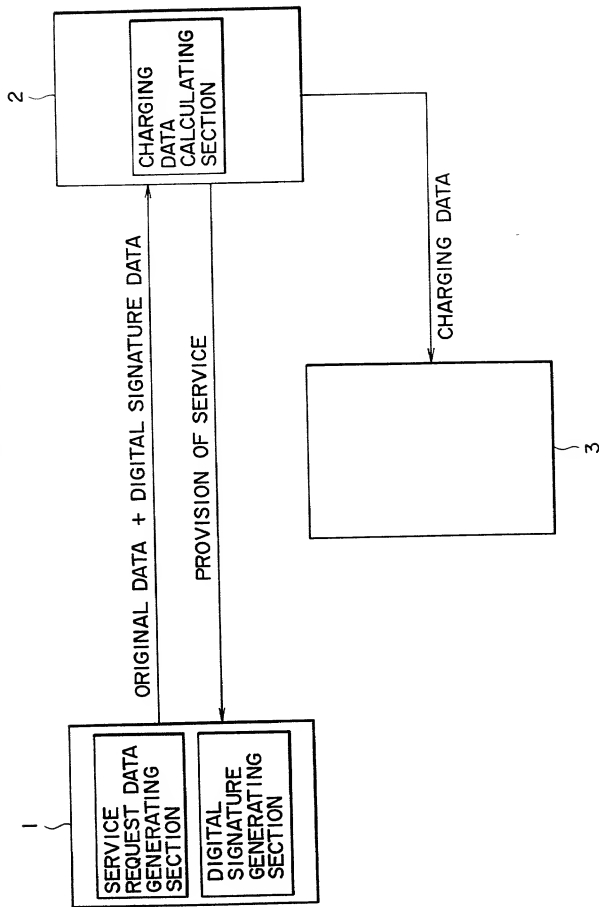 1
SERVICE
REQUEST DATA
GENERATING
SECTION
DIGITAL
SIGNATURE
GENERATING
SECTION
ORIGINAL DATA + DIGITAL SIGNATURE DATA
PROVISION OF SERVICE
2
CHARGING
DATA
CALCULATING
SECTION
CHARGING DATA
3